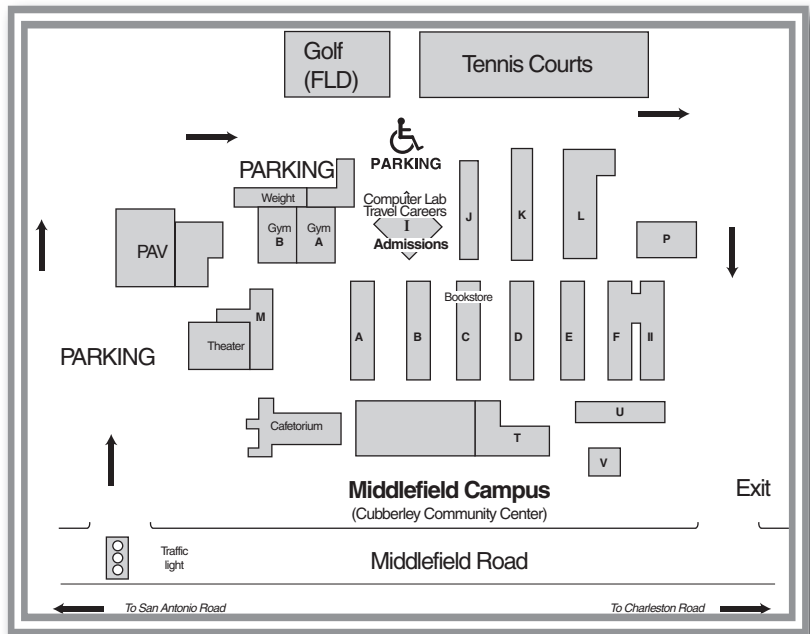 Golf
(FLD)
Tennis Courts
PARKING
PARKING
Weight
Computer Lab
Travel Careers
I
Admissions
J
K
L
P
Gym
B
Gym
A
PAV
M
Theater
PARKING
Bookstore
A
B
C
D
E
F
II
Cafetorium
T
U
V
Middlefield Campus
(Cubberley Community Center)
Exit
Traffic
light
Middlefield Road
To San Antonio Road
To Charleston Road